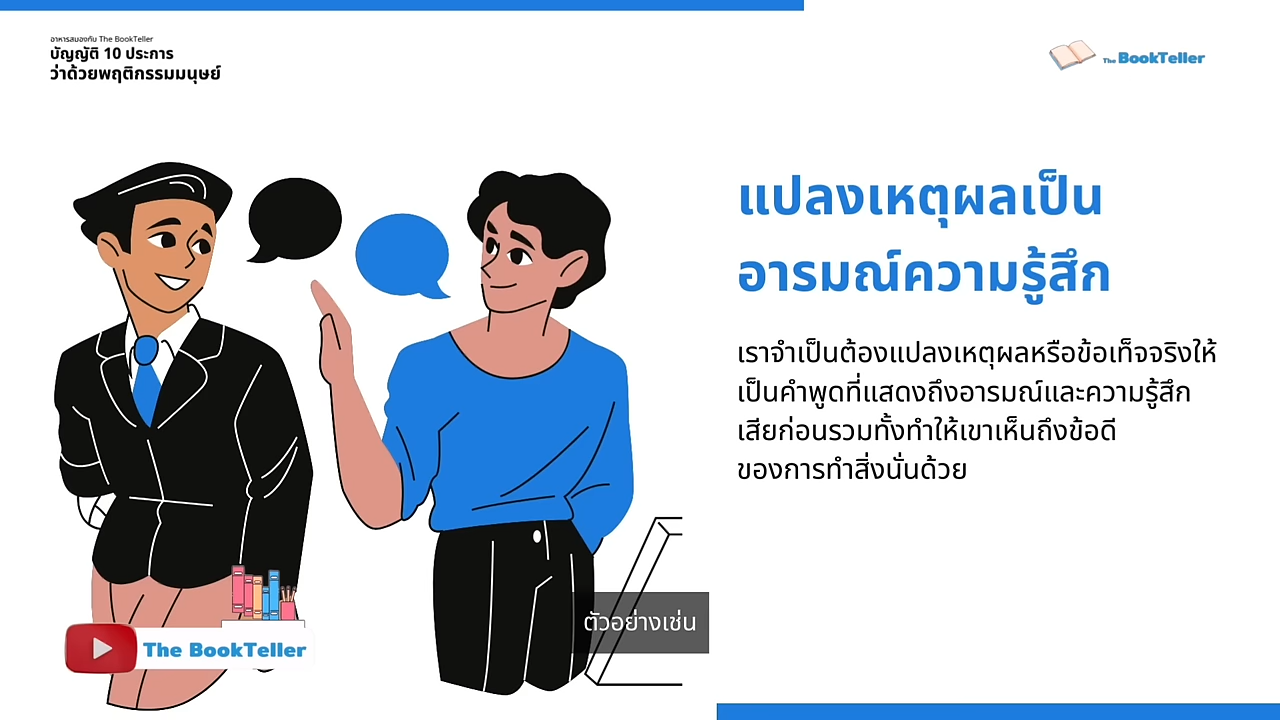 อาหารสมองกับ The BookTeller
บัญญัติ 10 ประการ
ว่าด้วยพฤติกรรมมนุษย์
The BookTeller
แปลงเหตุผลเป็น
อารมณ์ความรู้สึก
เราจำเป็นต้องแปลงเหตุผลหรือข้อเท็จจริงให้
เป็นคำพูดที่แสดงถึงอารมณ์และความรู้สึก
เสียก่อนรวมทั้งทำให้เขาเห็นถึงข้อดี
ของการทำสิ่งนั่นด้วย
ตัวอย่างเช่น
The BookTeller